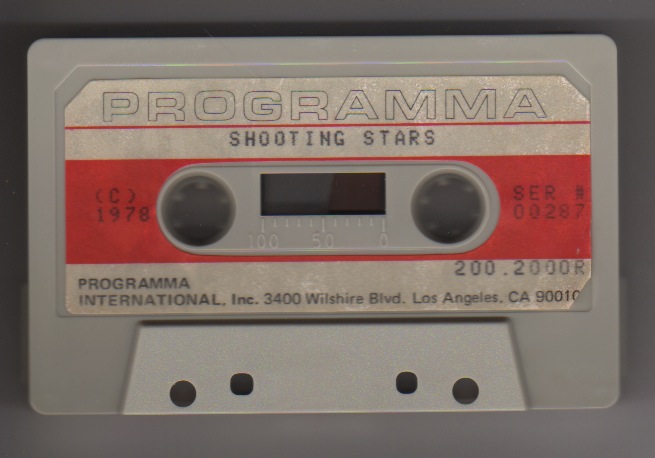 PROGRAMMA
SHOOTING STARS
(C)
1978
SER #
00287
100 50 0
200.2000R
PROGRAMMA
INTERNATIONAL, Inc. 3400 Wilshire Blvd. Los Angeles, CA 90010